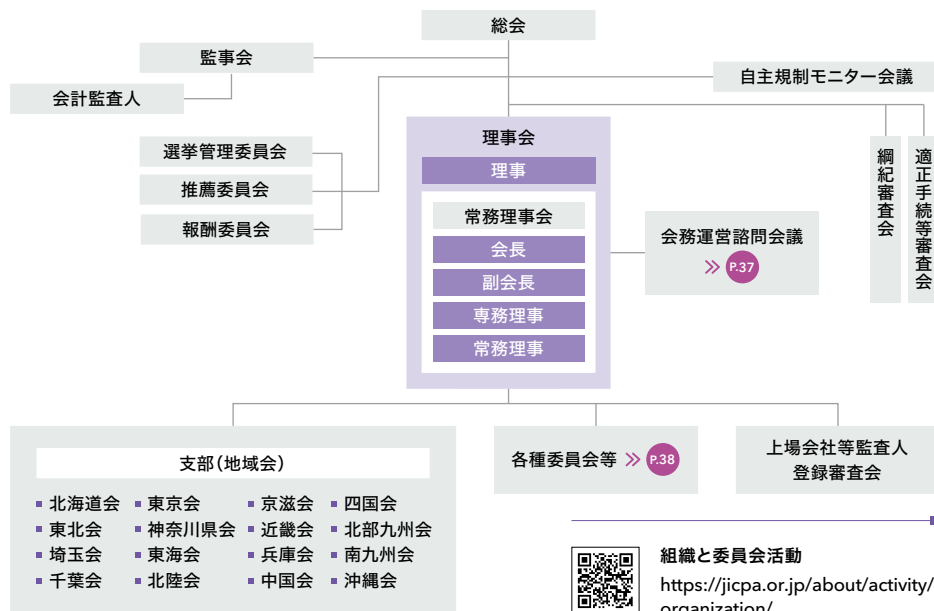 総会
監事会
会計監査人
自主規制モニター会議
選挙管理委員会
推薦委員会
報酬委員会
理事会
理事
常務理事会
会長
副会長
専務理事
常務理事
会務運営諮問会議
P.37
綱紀審査会
適正手続等審査会
支部（地域会）
北海道会
東北会
埼玉会
千葉会
東京会
神奈川県会
東海会
北陸会
京滋会
近畿会
兵庫会
中国会
四国会
北部九州会
南九州会
沖縄会
各種委員会等 P.38
上場会社等監査人
登録審査会
組織と委員会活動
https://jicpa.or.jp/about/activity/
organization/